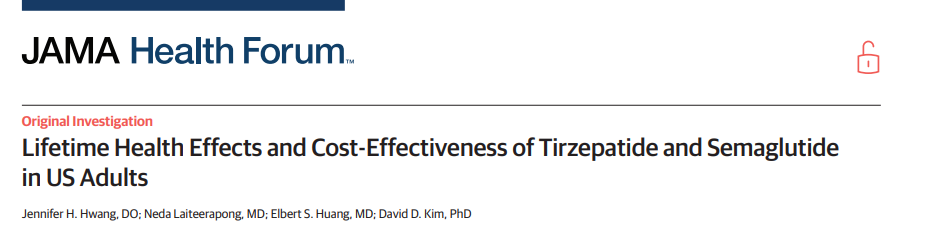 JAMA Health Forum™
Original Investigation
Lifetime Health Effects and Cost-Effectiveness of Tirzepatide and Semaglutide
in US Adults
Jennifer H. Hwang, DO; Neda Laiteerapong, MD; Elbert S. Huang, MD; David D. Kim, PhD